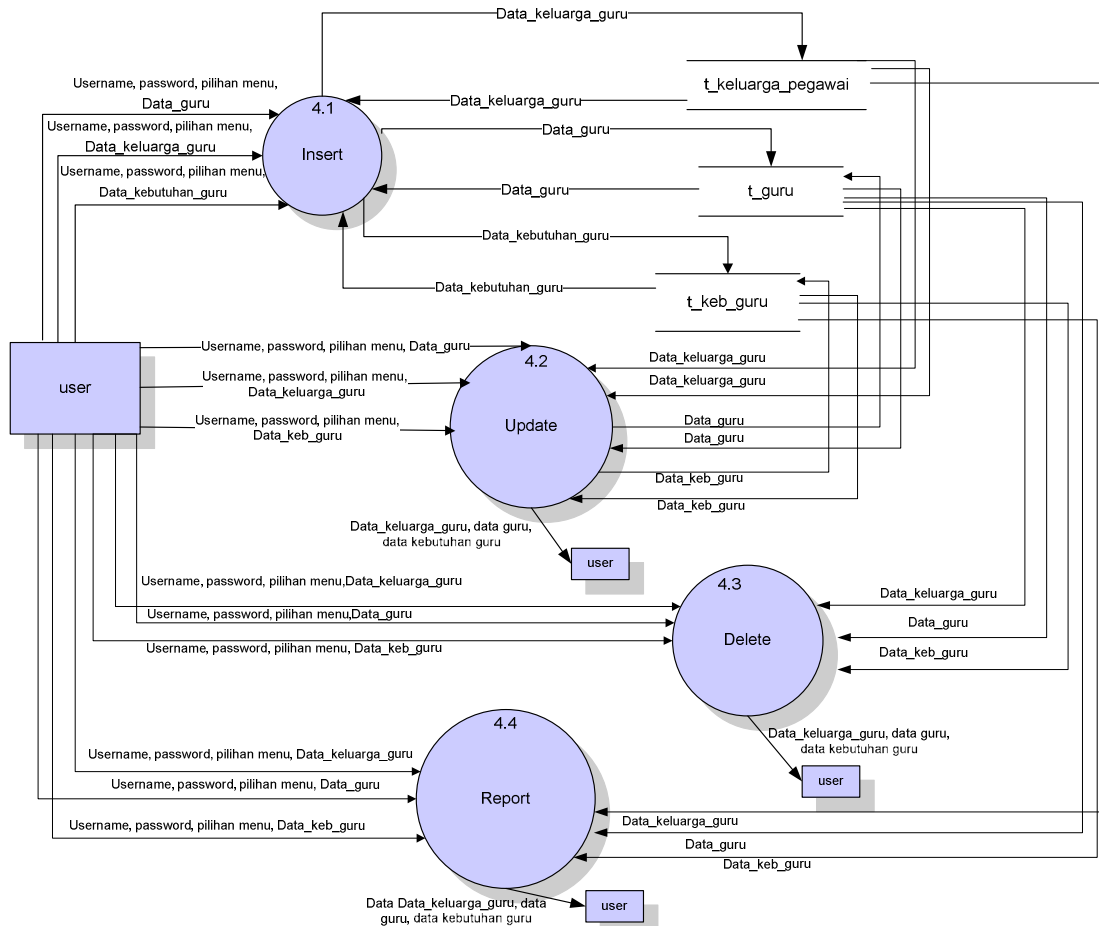 Data_keluarga_guru
t_keluarga_pegawai
Username, password, pilihan menu,
Data_guru
Data_keluarga_guru
4.1
Insert
Username, password, pilihan menu,
Data_keluarga_guru
Data_guru
Username, password, pilihan menu,
Data_kebutuhan_guru
Data_guru
t_guru
Data_kebutuhan_guru
Data_kebutuhan_guru
t_keb_guru
user
Username, password, pilihan menu, Data_guru
Username, password, pilihan menu,
Data_keluarga_guru
Username, password, pilihan menu,
Data_keb_guru
4.2
Update
Data_keluarga_guru
Data_keluarga_guru
Data_guru
Data_guru
Data_keb_guru
Data_keb_guru
Data_keluarga_guru, data guru,
data kebutuhan guru
user
Username, password, pilihan menu,Data_keluarga_guru
Username, password, pilihan menu,Data_guru
Username, password, pilihan menu, Data_keb_guru
4.3
Delete
Data_keluarga_guru
Data_guru
Data_keb_guru
Data_keluarga_guru, data guru,
data kebutuhan guru
user
Username, password, pilihan menu, Data_keluarga_guru
Username, password, pilihan menu, Data_guru
Username, password, pilihan menu, Data_keb_guru
4.4
Report
Data_keluarga_guru
Data_guru
Data_keb_guru
Data Data_keluarga_guru, data
guru, data kebutuhan guru
user